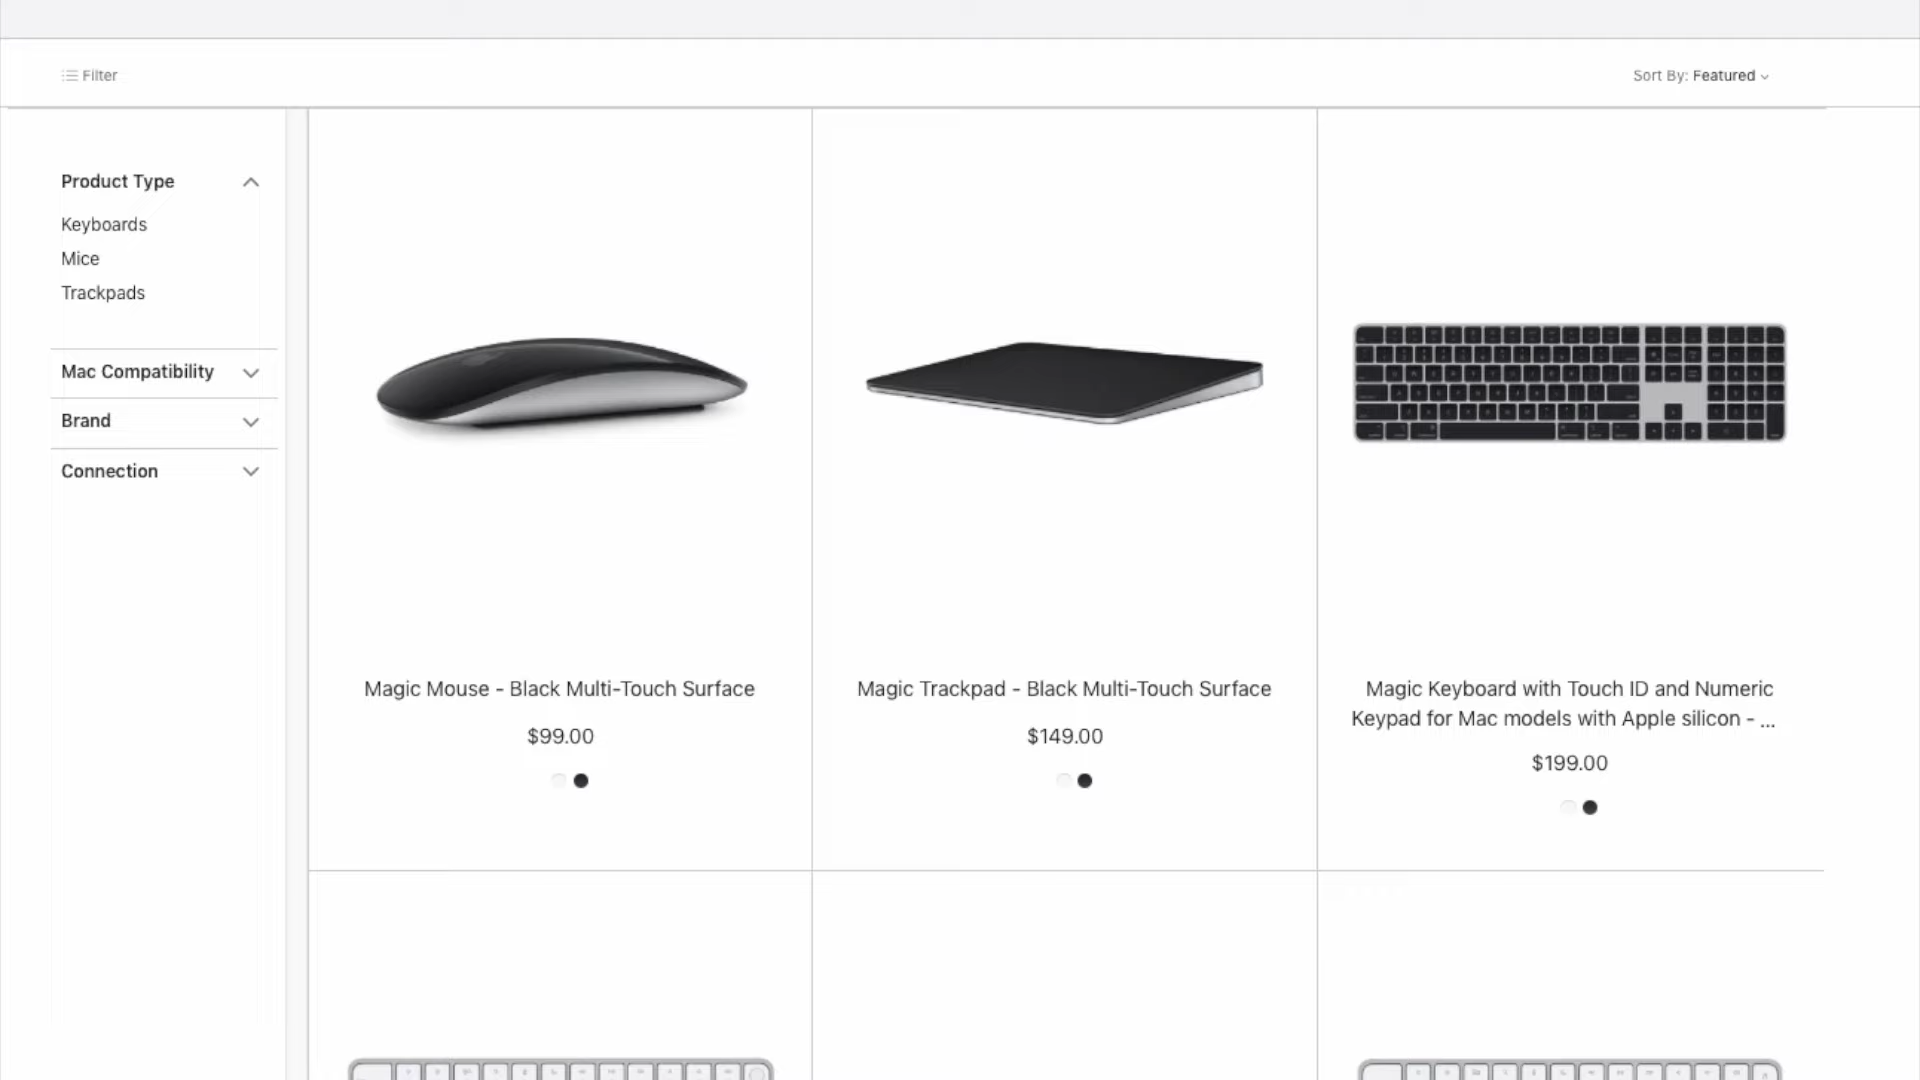 Filter
Sort By: Featured
Product Type
Keyboards
Mice
Trackpads
Mac Compatibility
Brand
Connection
Magic Mouse - Black Multi-Touch Surface
$99.00
Magic Trackpad - Black Multi-Touch Surface
$149.00
Magic Keyboard with Touch ID and Numeric
Keypad for Mac models with Apple silicon - ...
$199.00